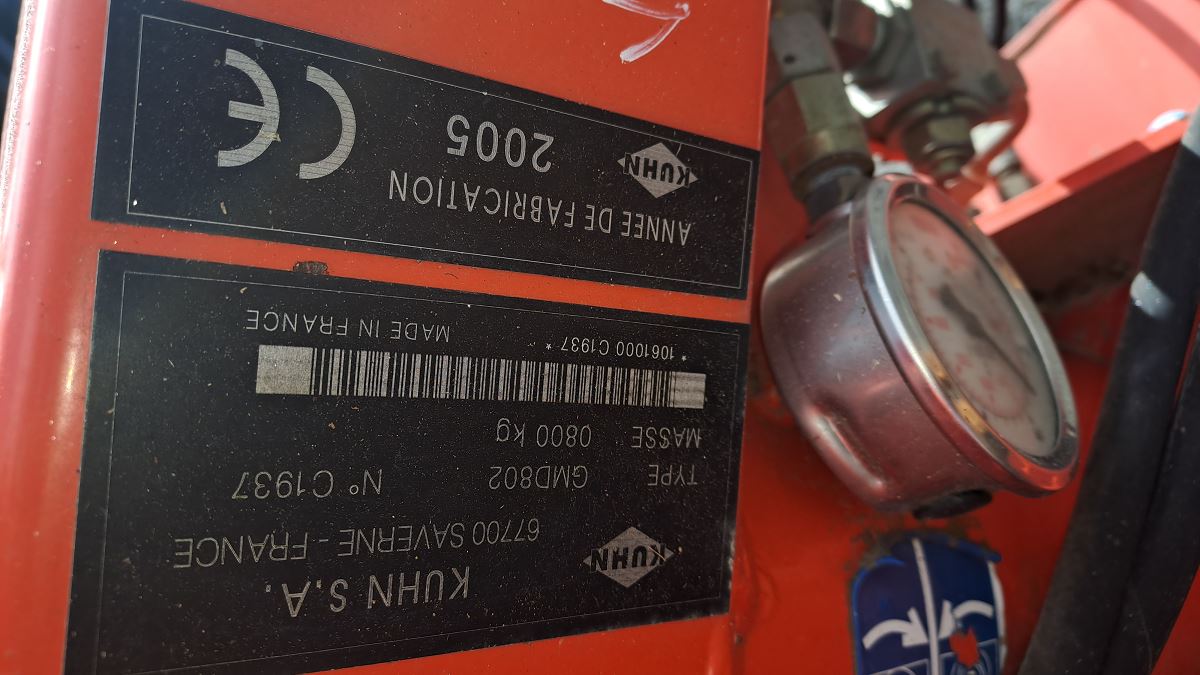 KUHN
KUHN S.A.
67700 SAVERNE - FRANCE
TYPE GMD802 N° C1937
MASSE 0800 kg
* 1061000 C1937 *
MADE IN FRANCE
ANNEE DE FABRICATION
KUHN
2005
CE